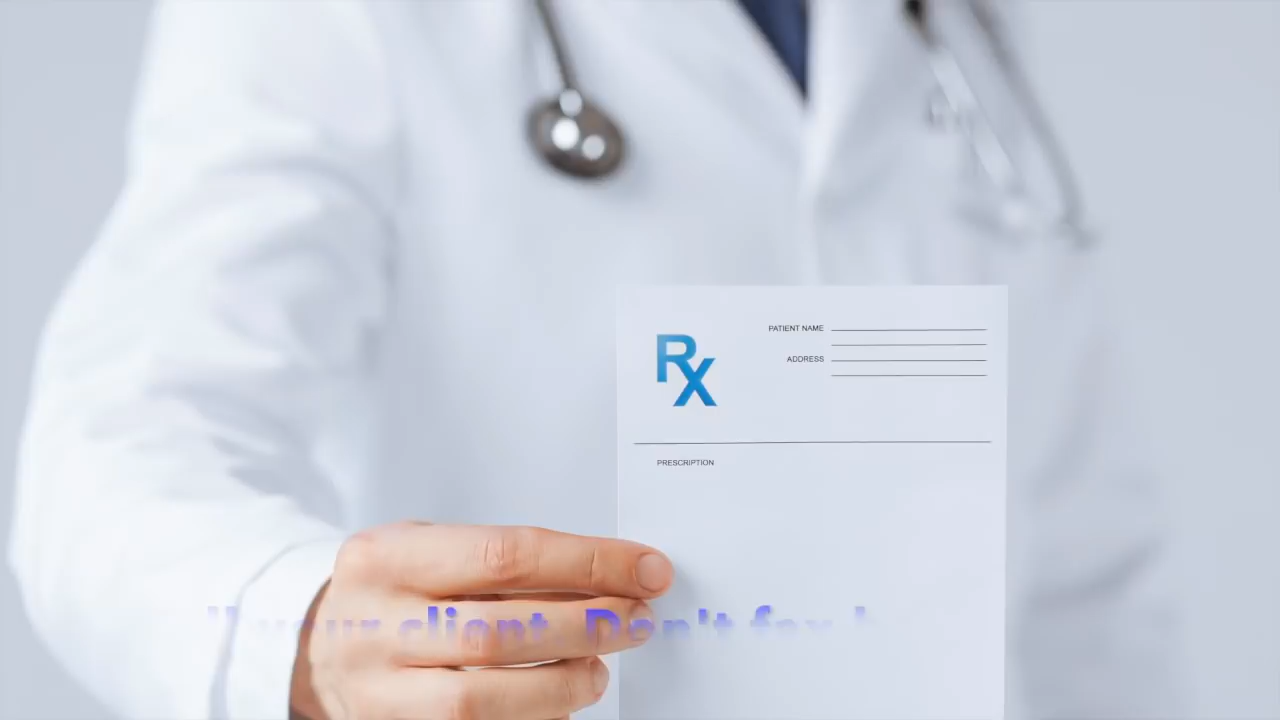 Rx
PATIENT NAME
ADDRESS
PRESCRIPTION
your client. Don't fax